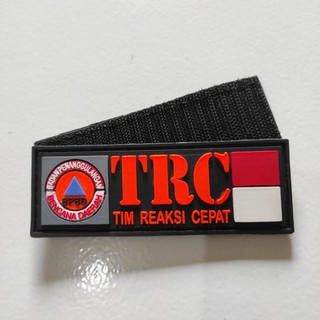 BADAN PENANGGULANGAN
BPBD
BENCANA DAERAH
TRC
TIM REAKSI CEPAT